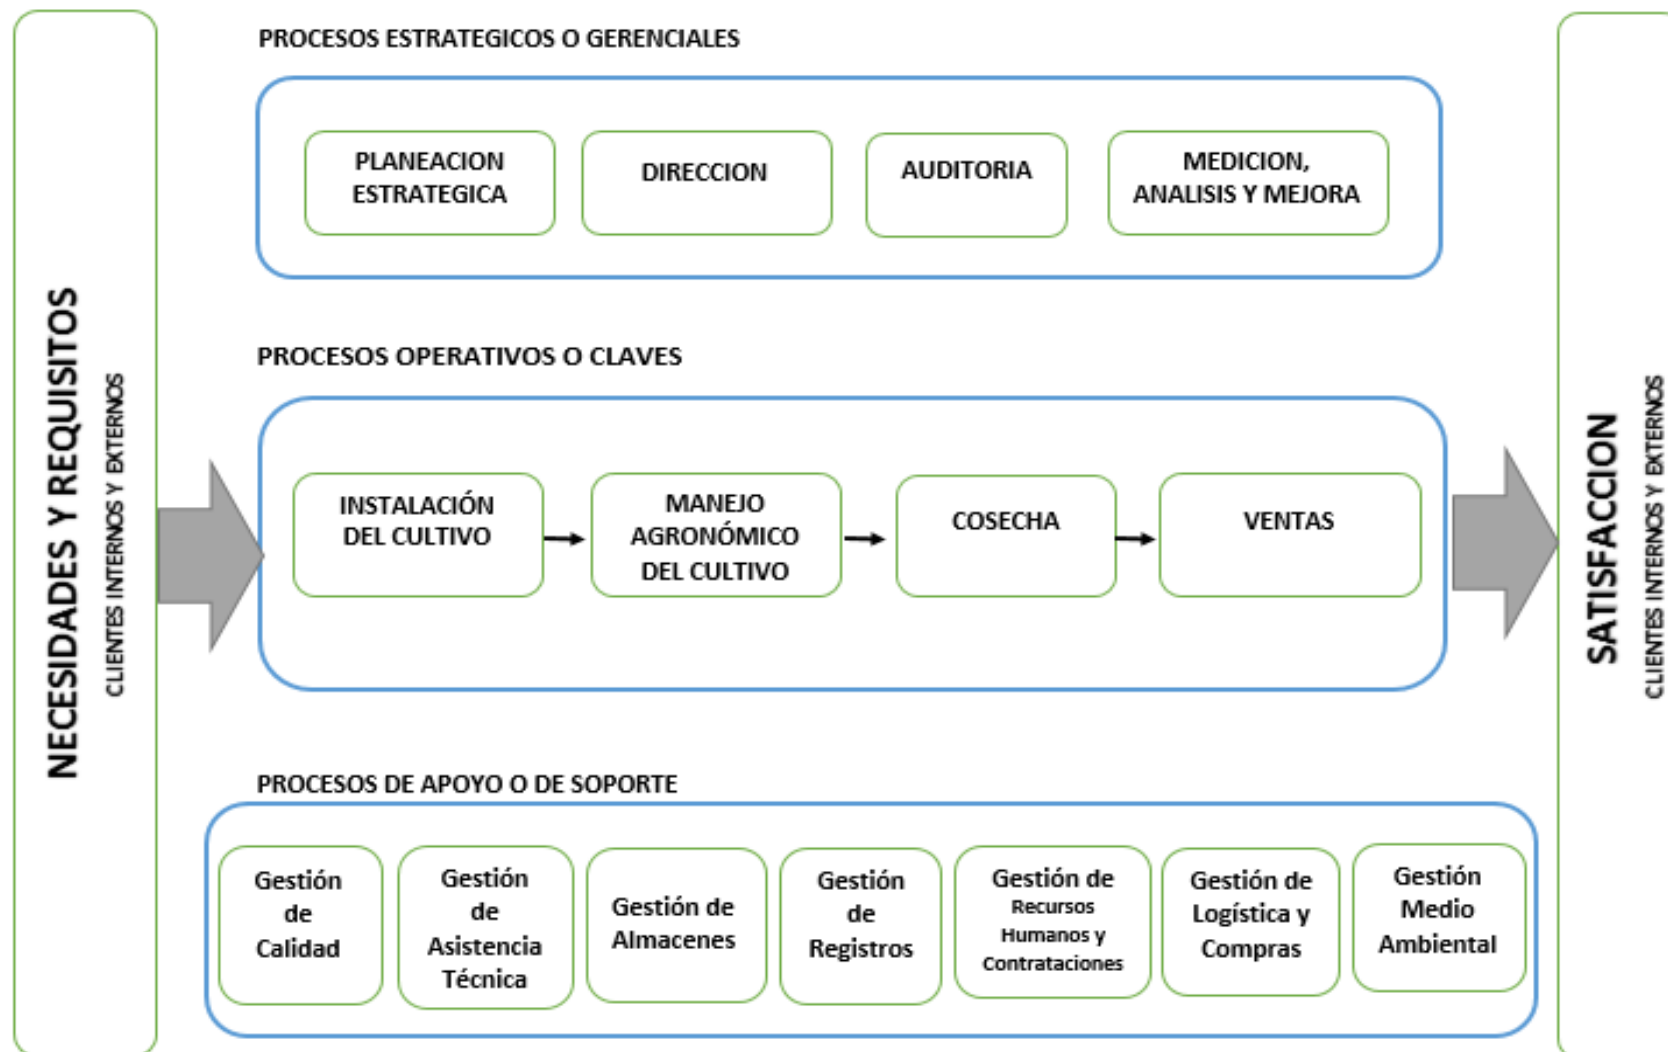 NECESIDADES Y REQUISITOS
CLIENTES INTERNOS Y EXTERNOS
PROCESOS ESTRATEGICOS O GERENCIALES
PLANEACION
ESTRATEGICA
DIRECCION
AUDITORIA
MEDICION,
ANALISIS Y MEJORA
PROCESOS OPERATIVOS O CLAVES
INSTALACIÓN
DEL CULTIVO
MANEJO
AGRONÓMICO
DEL CULTIVO
COSECHA
VENTAS
PROCESOS DE APOYO O DE SOPORTE
Gestión
de
Calidad
Gestión
de
Asistencia
Técnica
Gestión de
Almacenes
Gestión
de
Registros
Gestión de
Recursos
Humanos y
Contrataciones
Gestión de
Logística y
Compras
Gestión
Medio
Ambiental
SATISFACCION
CLIENTES INTERNOS Y EXTERNOS